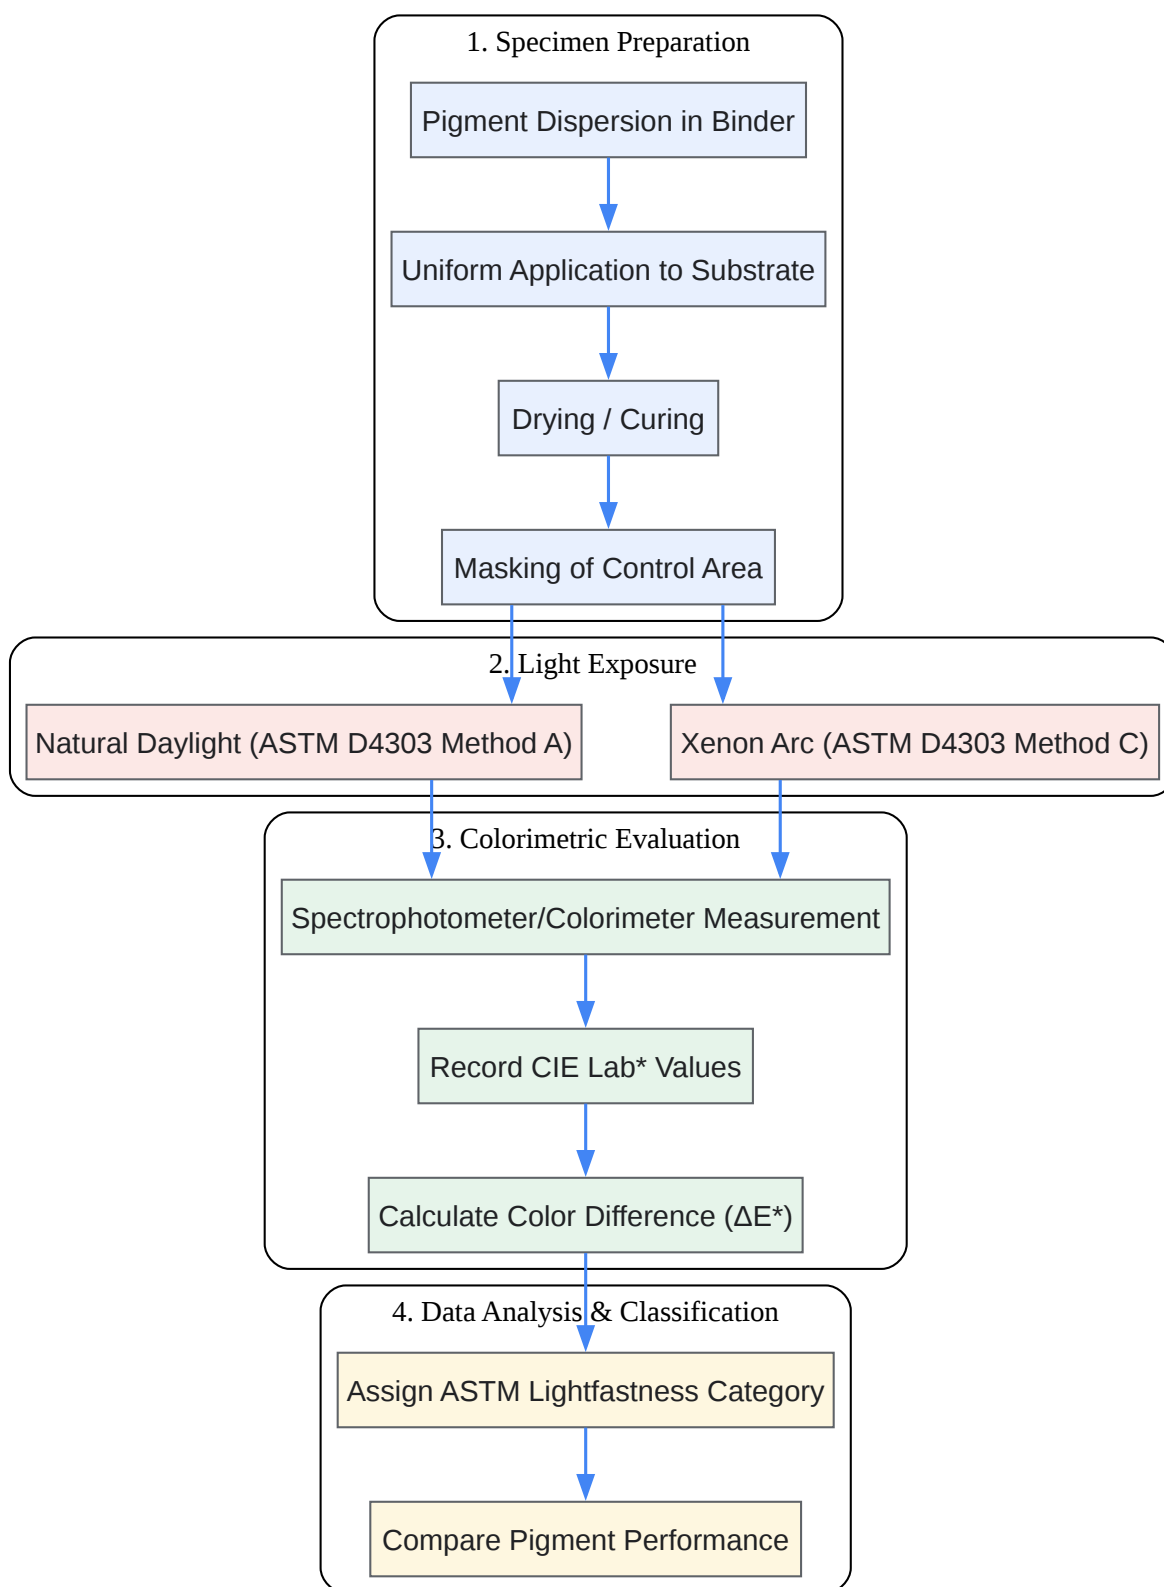 1. Specimen Preparation
Pigment Dispersion in Binder
Uniform Application to Substrate
Drying / Curing
Masking of Control Area
2. Light Exposure
Natural Daylight (ASTM D4303 Method A)
Xenon Arc (ASTM D4303 Method C)
3. Colorimetric Evaluation
Spectrophotometer/Colorimeter Measurement
Record CIE Lab* Values
Calculate Color Difference (ΔE*)
4. Data Analysis & Classification
Assign ASTM Lightfastness Category
Compare Pigment Performance